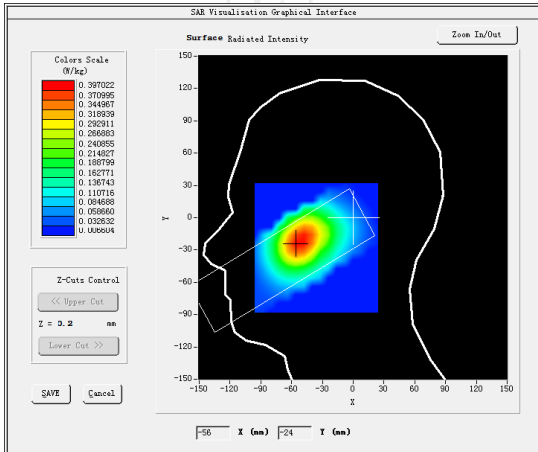 SAR Visualisation Graphical Interface
Surface Radiated Intensity
Zoom In/Out
Colors Scale
(W/kg)
0.397022
0.370995
0.344967
0.318939
0.292911
0.266883
0.240855
0.214827
0.188799
0.162771
0.136743
0.110716
0.084688
0.058660
0.032632
0.006604
Z-Cuts Control
<< Upper Cut
Z = 3.2 mm
Lower Cut >>
SAVE
Cancel
150
120
90
60
30
0
-30
-60
-90
-120
-150
Y
-150 -120 -90 -60 -30 0 30 60 90 120 150
X
-56 X (mm) -24 Y (mm)